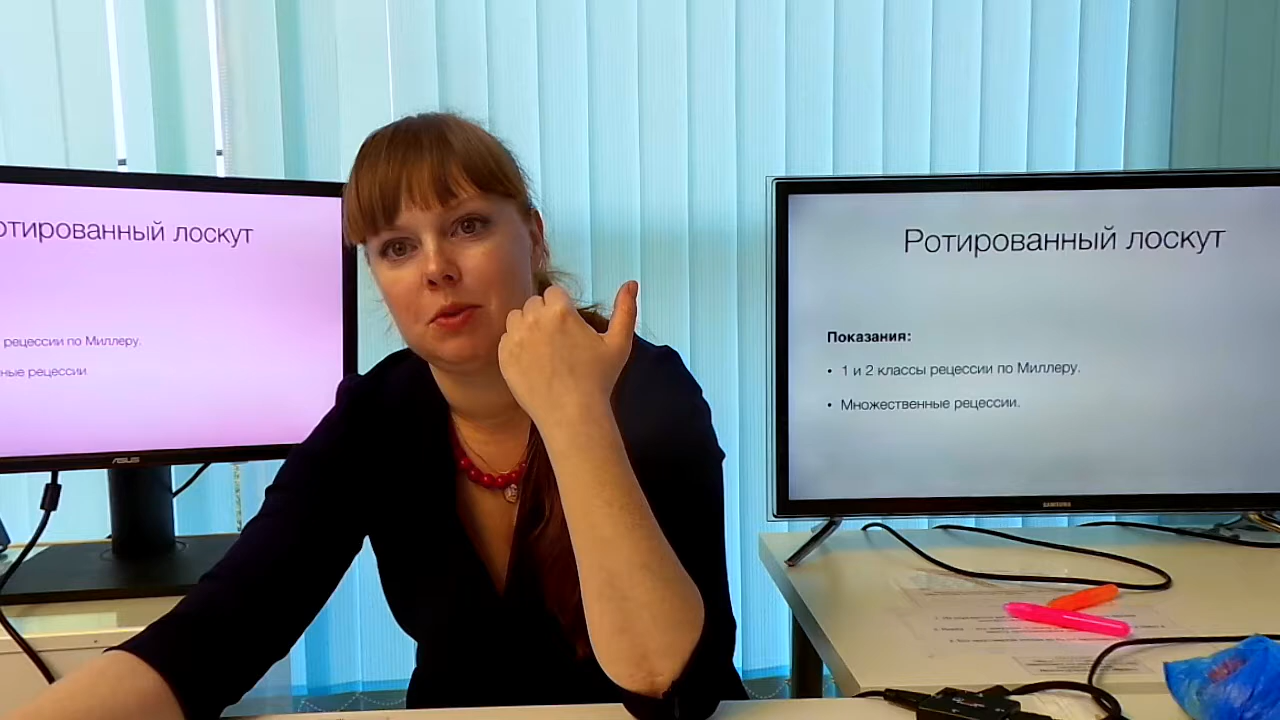 отированный лоскут
рецессии по Миллеру.
ные рецессии
ASUS
Ротированный лоскут
Показания:
• 1 и 2 классы рецессии по Миллеру.
• Множественные рецессии.
SAMSUNG